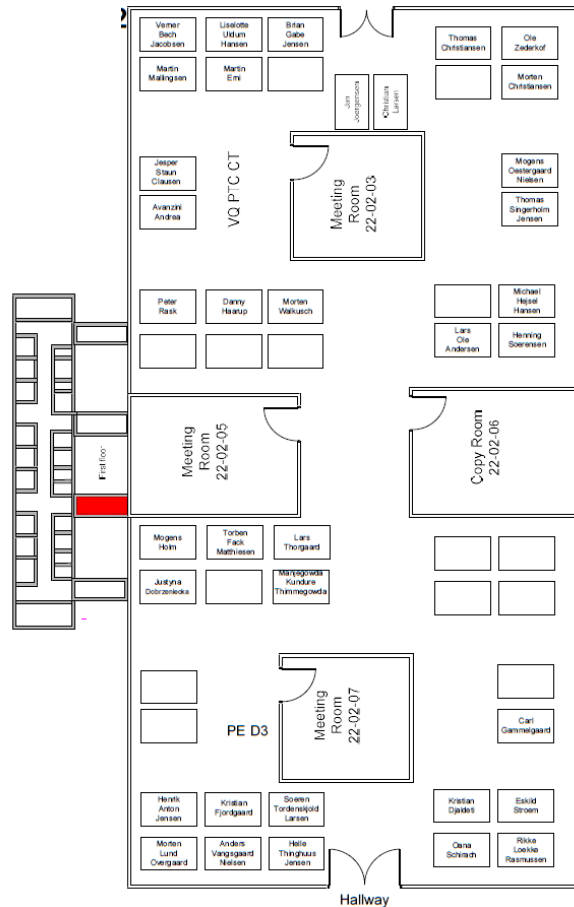 Verner
Bech
Jacobsen
Liselotte
Uldum
Hansen
Brian
Gabe
Jensen
Thomas
Christiansen
Ole
Zederkof
Martin
Mallingsen
Martin
Erni
Morten
Christiansen
Jan
Joergensen
Christian
Larsen
Jesper
Staun
Clausen
Avanzini
Andrea
VQ PTC CT
Meeting
Room
22-02-03
Mogens
Oestergaard
Nielsen
Thomas
Singerholm
Jensen
Peter
Rask
Danny
Haarup
Morten
Walkusch
Michael
Hejsel
Hansen
Lars
Ole
Andersen
Henning
Soerensen
First floor
Meeting
Room
22-02-05
Copy Room
22-02-06
Mogens
Holm
Torben
Fack
Matthiesen
Lars
Thorgaard
Justyna
Dobrzeniecka
Manjegowda
Kundure
Thimmegowda
PE D3
Meeting
Room
22-02-07
Carl
Gammelgaard
Henrik
Anton
Jensen
Kristian
Fjordgaard
Soeren
Tordenskjold
Larsen
Kristian
Djaldeti
Eskild
Stroem
Morten
Lund
Overgaard
Anders
Vangsgaard
Nielsen
Helle
Thinghuus
Jensen
Oana
Schirach
Rikke
Loekke
Rasmussen
Hallway